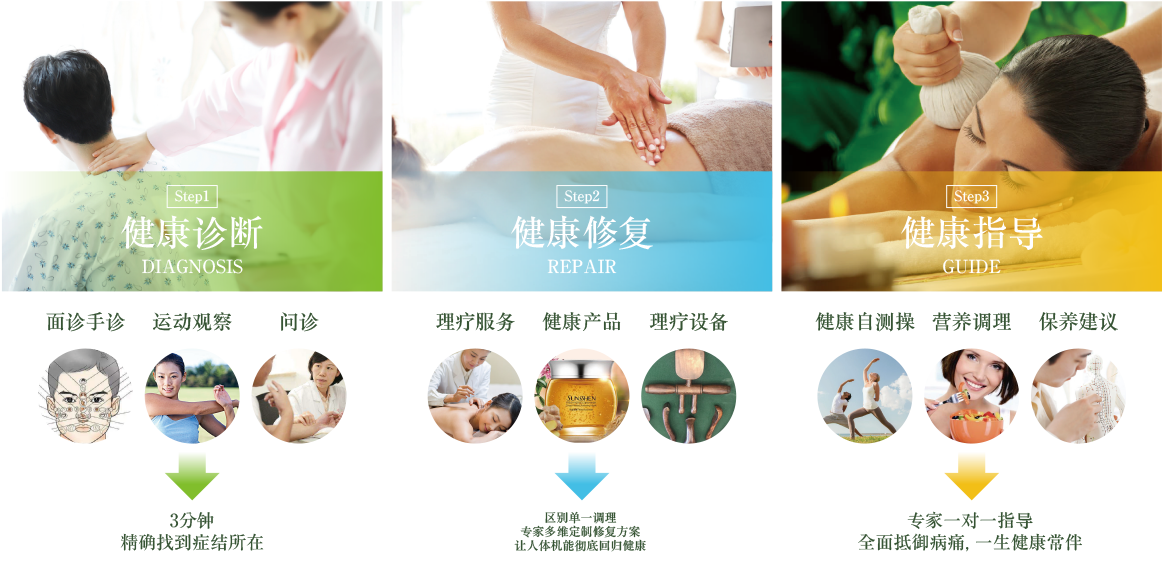 Step1
健康诊断
DIAGNOSIS
面诊手诊
运动观察
问诊
3分钟
精确找到症结所在
Step2
健康修复
REPAIR
理疗服务
健康产品
理疗设备
SUNSHEN
区别单一调理
专家多维定制修复方案
让人体机能彻底回归健康
Step3
健康指导
GUIDE
健康自测操
营养调理
保养建议
专家一对一指导
全面抵御病痛,一生健康常伴